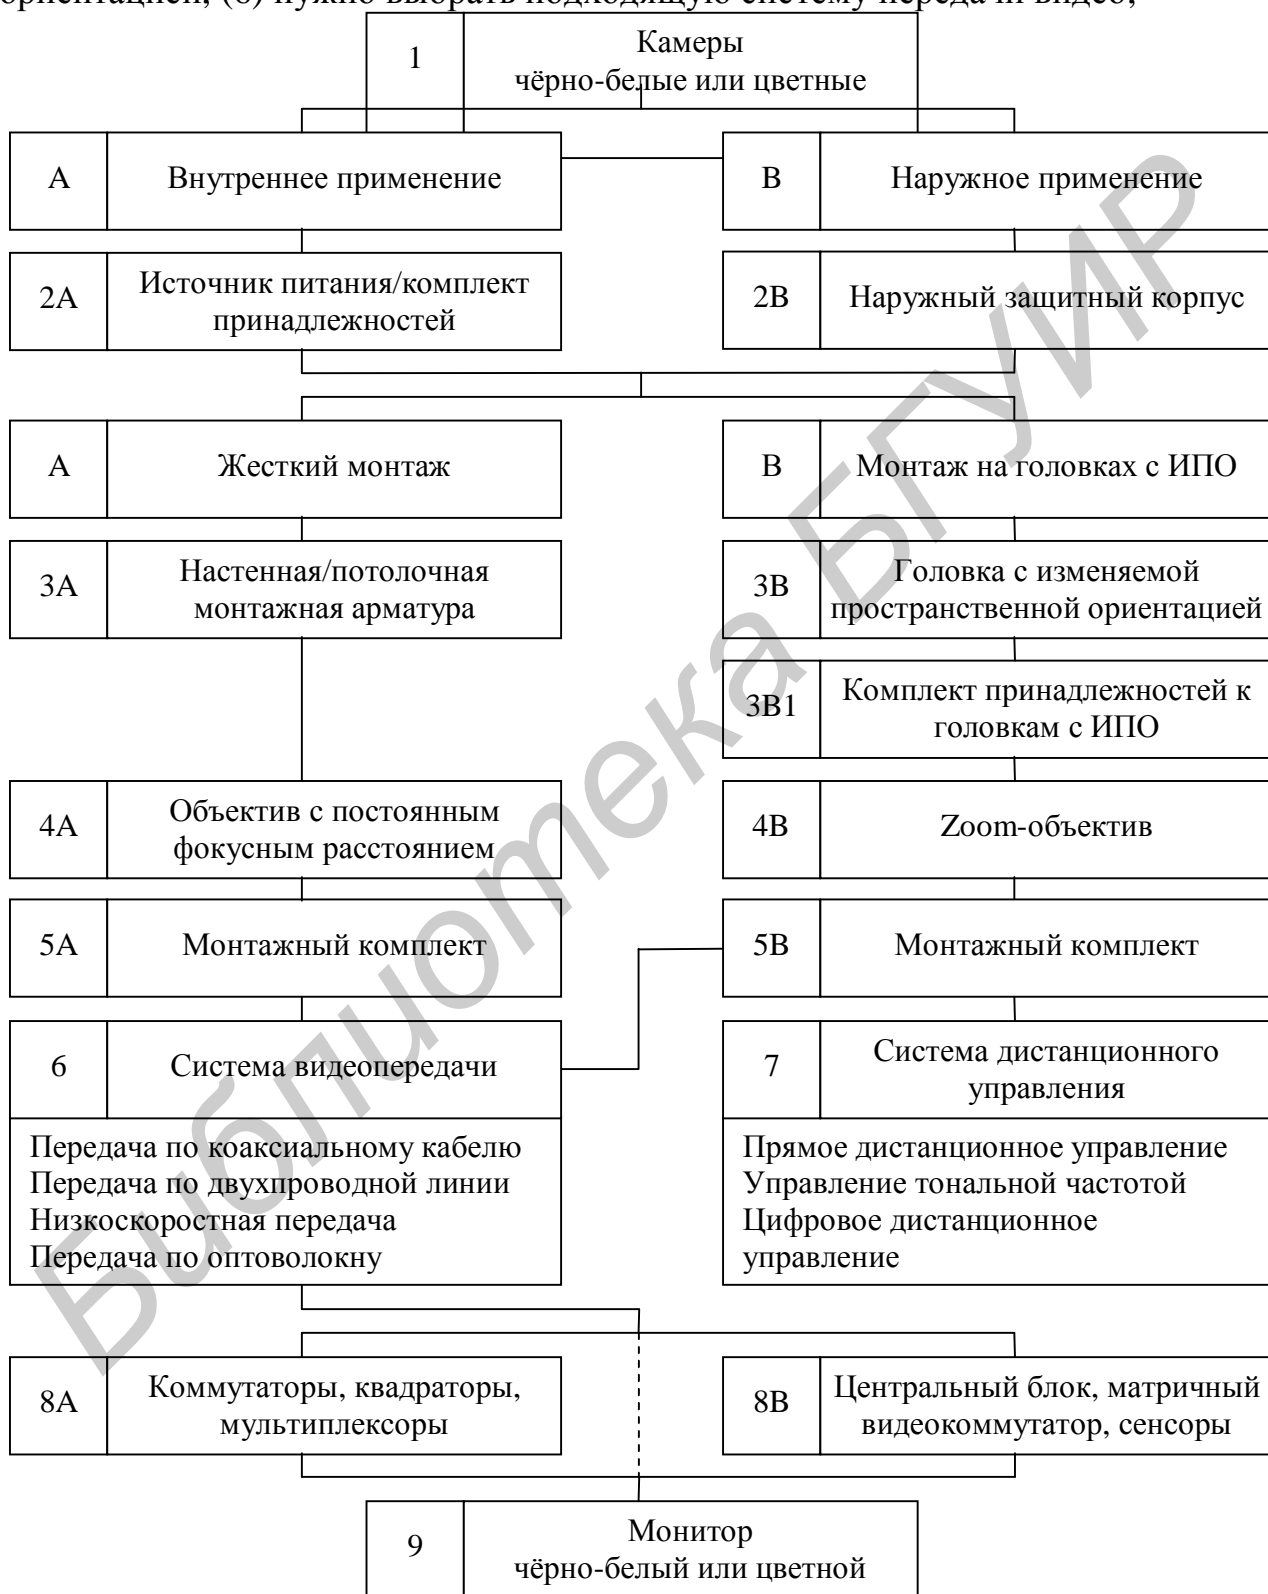 ориентацией, (6) нужно выбрать подходящую систему передачи видео,
1
Камеры
чёрно-белые или цветные
A
Внутреннее применение
B
Наружное применение
2A
Источник питания/комплект
принадлежностей
2B
Наружный защитный корпус
A
Жесткий монтаж
B
Монтаж на головках с ИПО
3A
Настенная/потолочная
монтажная арматура
3B
Головка с изменяемой
пространственной ориентацией
3B1
Комплект принадлежностей к
головкам с ИПО
4A
Объектив с постоянным
фокусным расстоянием
4B
Zoom-объектив
5A
Монтажный комплект
5B
Монтажный комплект
6
Система видеопередачи
7
Система дистанционного
управления
Передача по коаксиальному кабелю
Передача по двухпроводной линии
Низкоскоростная передача
Передача по оптоволокну
Прямое дистанционное управление
Управление тональной частотой
Цифровое дистанционное
управление
8A
Коммутаторы, квадраторы,
мультиплексоры
8B
Центральный блок, матричный
видеокоммутатор, сенсоры
9
Монитор
чёрно-белый или цветной
Библиотека БГУИР